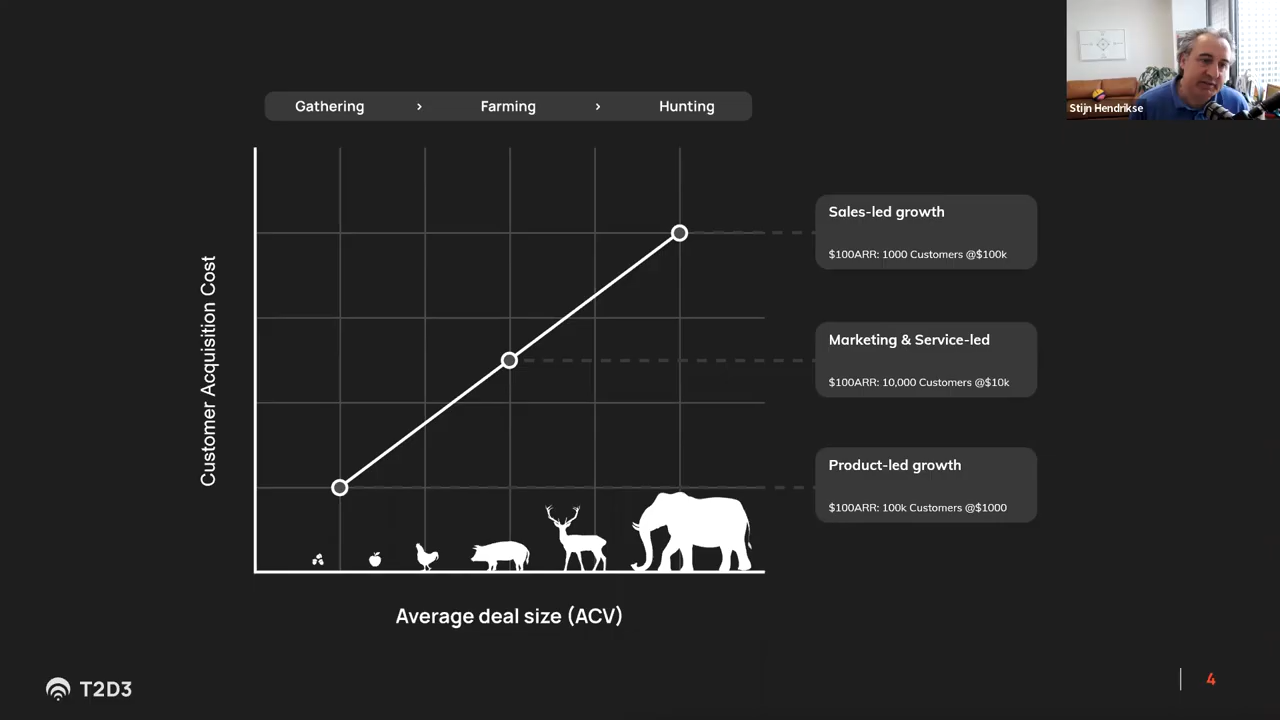 Stijn Hendrikse
Gathering > Farming > Hunting
Customer Acquisition Cost
Sales-led growth
$100ARR: 1000 Customers @$100k
Marketing & Service-led
$100ARR: 10,000 Customers @$10k
Product-led growth
$100ARR: 100k Customers @$1000
Average deal size (ACV)
T2D3
4